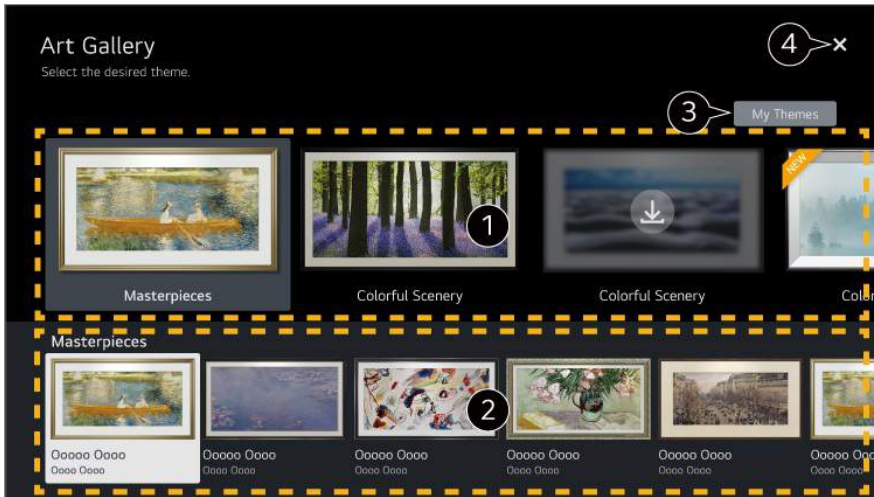 Art Gallery
Select the desired theme.
4
3
My Themes
NEW
1
Masterpieces
Colorful Scenery
Colorful Scenery
Color
Masterpieces
2
Ooooo Oooo
Oooo Oooo
Ooooo Oooo
Oooo Oooo
Ooooo Oooo
Oooo Oooo
Ooooo Oooo
Oooo Oooo
Ooooo Oooo
Oooo Oooo
Ooooo Ooo
Oooo Oooo